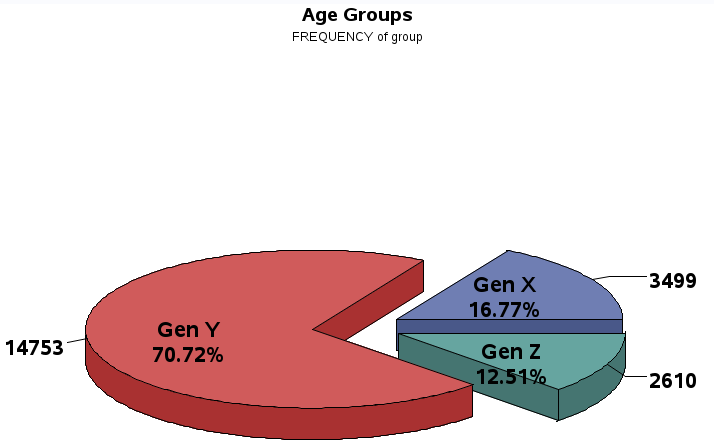 Age Groups
FREQUENCY of group
Gen X
16.77%
3499
Gen Y
70.72%
14753
Gen Z
12.51%
2610